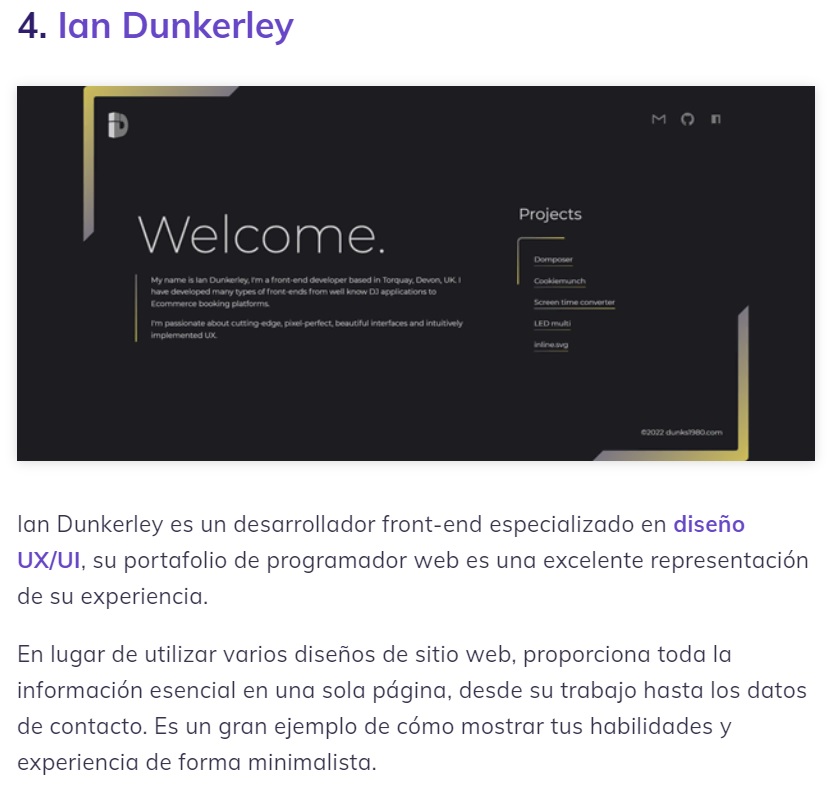 4. Ian Dunkerley
Welcome.
My name is Ian Dunkerley, I'm a front-end developer based in Torquay, Devon, UK. I
have developed many types of front-ends from well know DJ applications to
Ecommerce booking platforms.
I'm passionate about cutting-edge, pixel-perfect, beautiful interfaces and intuitively
implemented UX.
Projects
Domposer
Cookiemunch
Screen time converter
LED multi
inline.svg
©2022 dunks1980.com
Ian Dunkerley es un desarrollador front-end especializado en diseño
UX/UI, su portafolio de programador web es una excelente representación
de su experiencia.
En lugar de utilizar varios diseños de sitio web, proporciona toda la
información esencial en una sola página, desde su trabajo hasta los datos
de contacto. Es un gran ejemplo de cómo mostrar tus habilidades y
experiencia de forma minimalista.